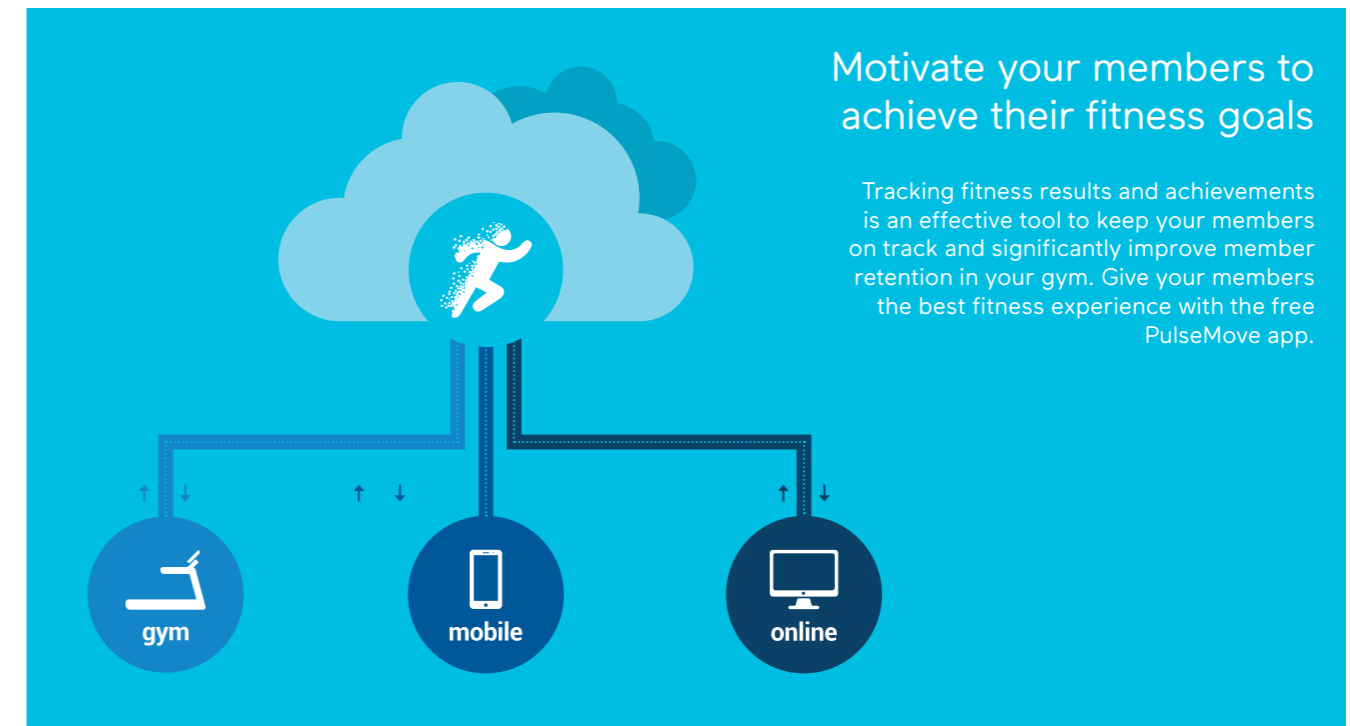 Motivate your members to
achieve their fitness goals
Tracking fitness results and achievements
is an effective tool to keep your members
on track and significantly improve member
retention in your gym. Give your members
the best fitness experience with the free
PulseMove app.
gym
mobile
online